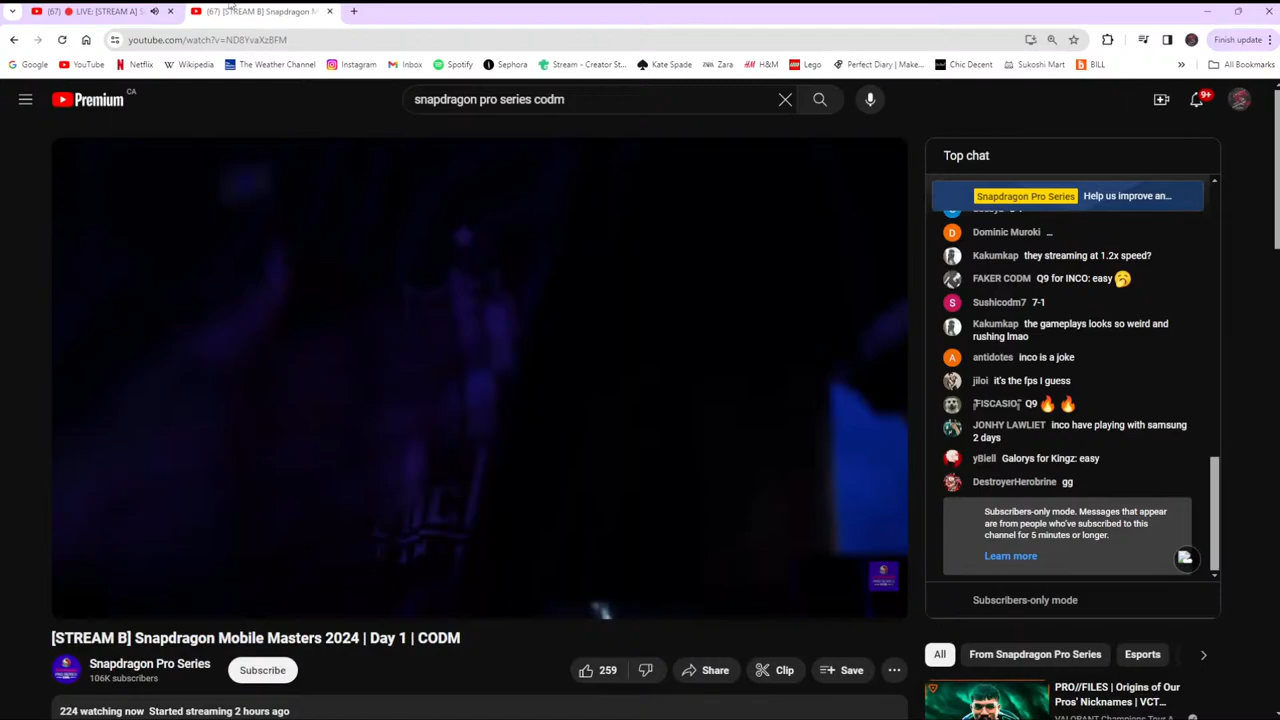 (67) 🔴 LIVE: [STREAM A] S
(67) [STREAM B] Snapdragon M
youtube.com/watch?v=ND8YvaXzBFM
Finish update
Google YouTube Netflix Wikipedia The Weather Channel Instagram Inbox Spotify Sephora Stream - Creator St... Kate Spade Zara H&M Lego Perfect Diary | Make... Chic Decent Sukoshi Mart BILL » All Bookmarks
Premium CA
snapdragon pro series codm
9+
Top chat
Snapdragon Pro Series Help us improve an...
Dominic Muroki ...
Kakumkap they streaming at 1.2x speed?
FAKER CODM Q9 for INCO: easy 🥱
Sushicodm7 7-1
Kakumkap the gameplays looks so weird and
rushing lmao
antidotes inco is a joke
jiloi it's the fps I guess
FISCASIO Q9 🔥 🔥
JONHY LAWLIET inco have playing with samsung
2 days
yBiell Galorys for Kingz: easy
DestroyerHerobrine gg
Subscribers-only mode. Messages that appear
are from people who've subscribed to this
channel for 5 minutes or longer.
Learn more
Subscribers-only mode
[STREAM B] Snapdragon Mobile Masters 2024 | Day 1 | CODM
Snapdragon Pro Series
106K subscribers
Subscribe
259
Share
Clip
Save
224 watching now Started streaming 2 hours ago
All
From Snapdragon Pro Series
Esports
PRO//FILES | Origins of Our
Pros' Nicknames | VCT